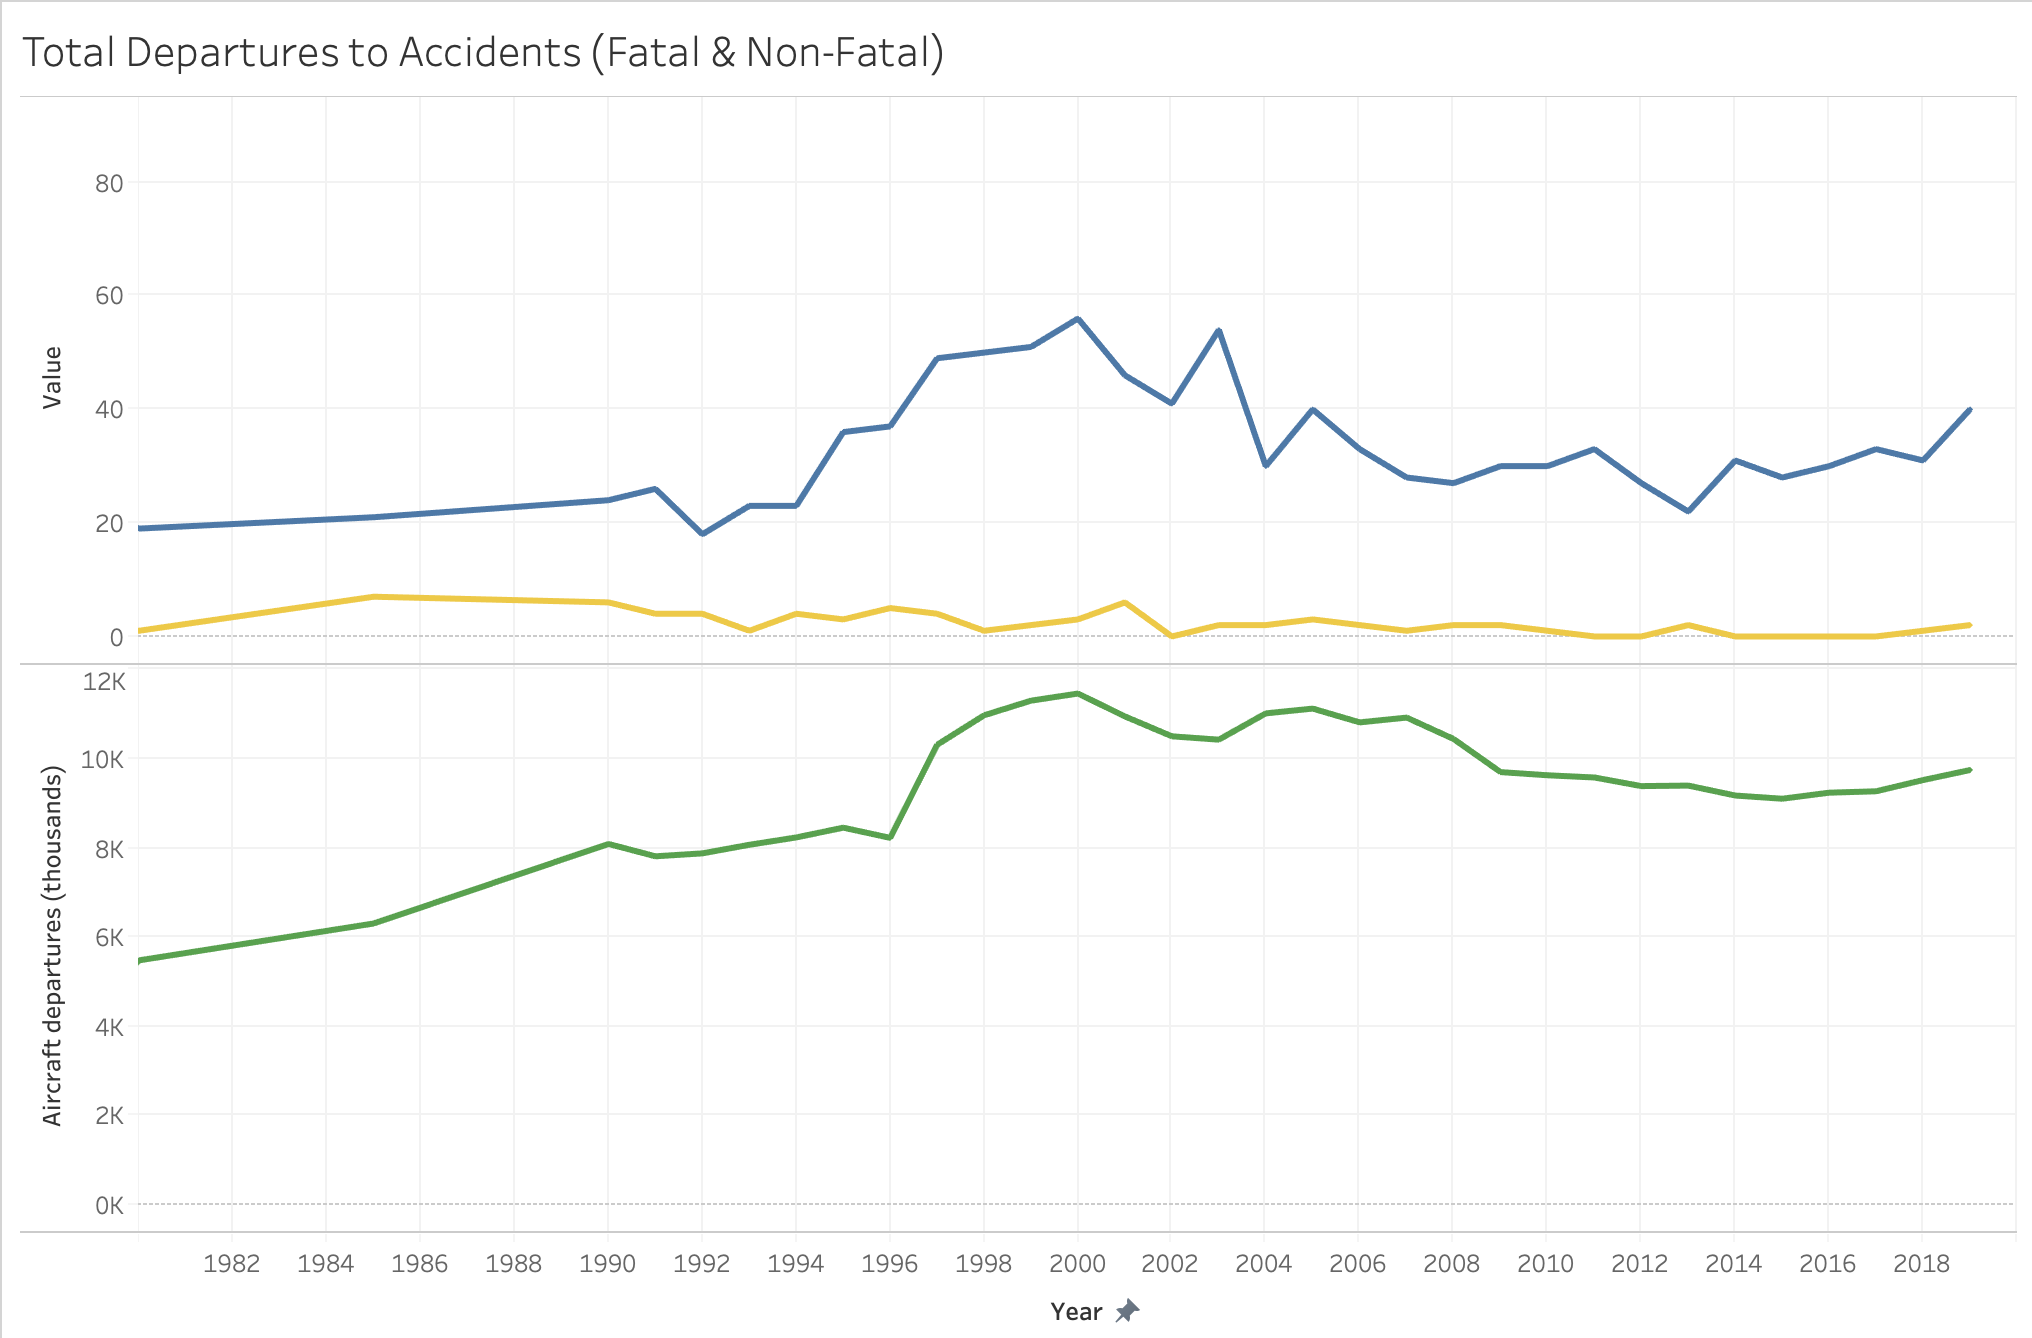 Total Departures to Accidents (Fatal & Non-Fatal)
80
60
40
20
0
Value
12K
10K
8K
6K
4K
2K
0K
Aircraft departures (thousands)
1982 1984 1986 1988 1990 1992 1994 1996 1998 2000 2002 2004 2006 2008 2010 2012 2014 2016 2018
Year